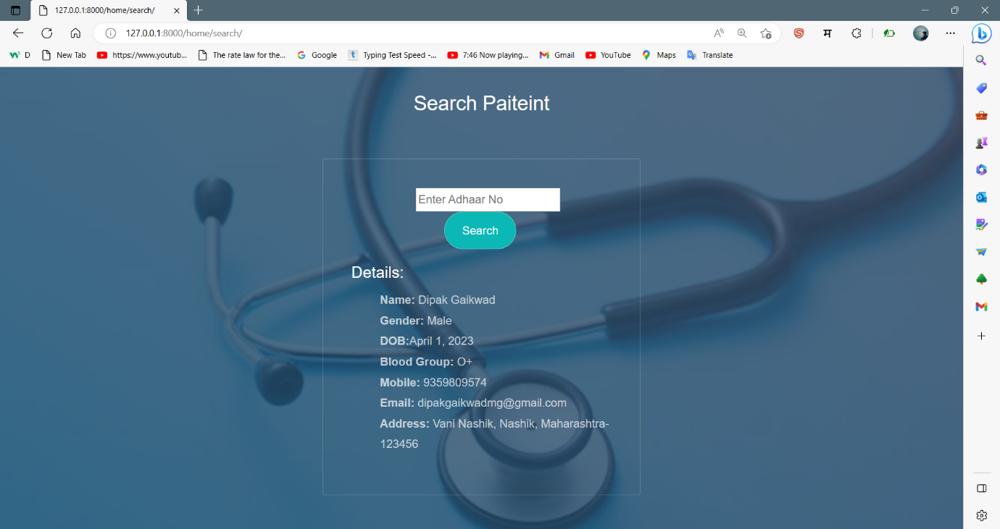 127.0.0.1:8000/home/search/
127.0.0.1:8000/home/search/
A
मा
D
New Tab
https://www.youtub...
The rate law for the...
Google
Typing Test Speed -...
7:46 Now playing...
Gmail
YouTube
Maps
Translate
Search Paiteint
Enter Adhaar No
Search
Details:
Name: Dipak Gaikwad
Gender: Male
DOB:April 1, 2023
Blood Group: O+
Mobile: 9359809574
Email: dipakgaikwadmg@gmail.com
Address: Vani Nashik, Nashik, Maharashtra-
123456